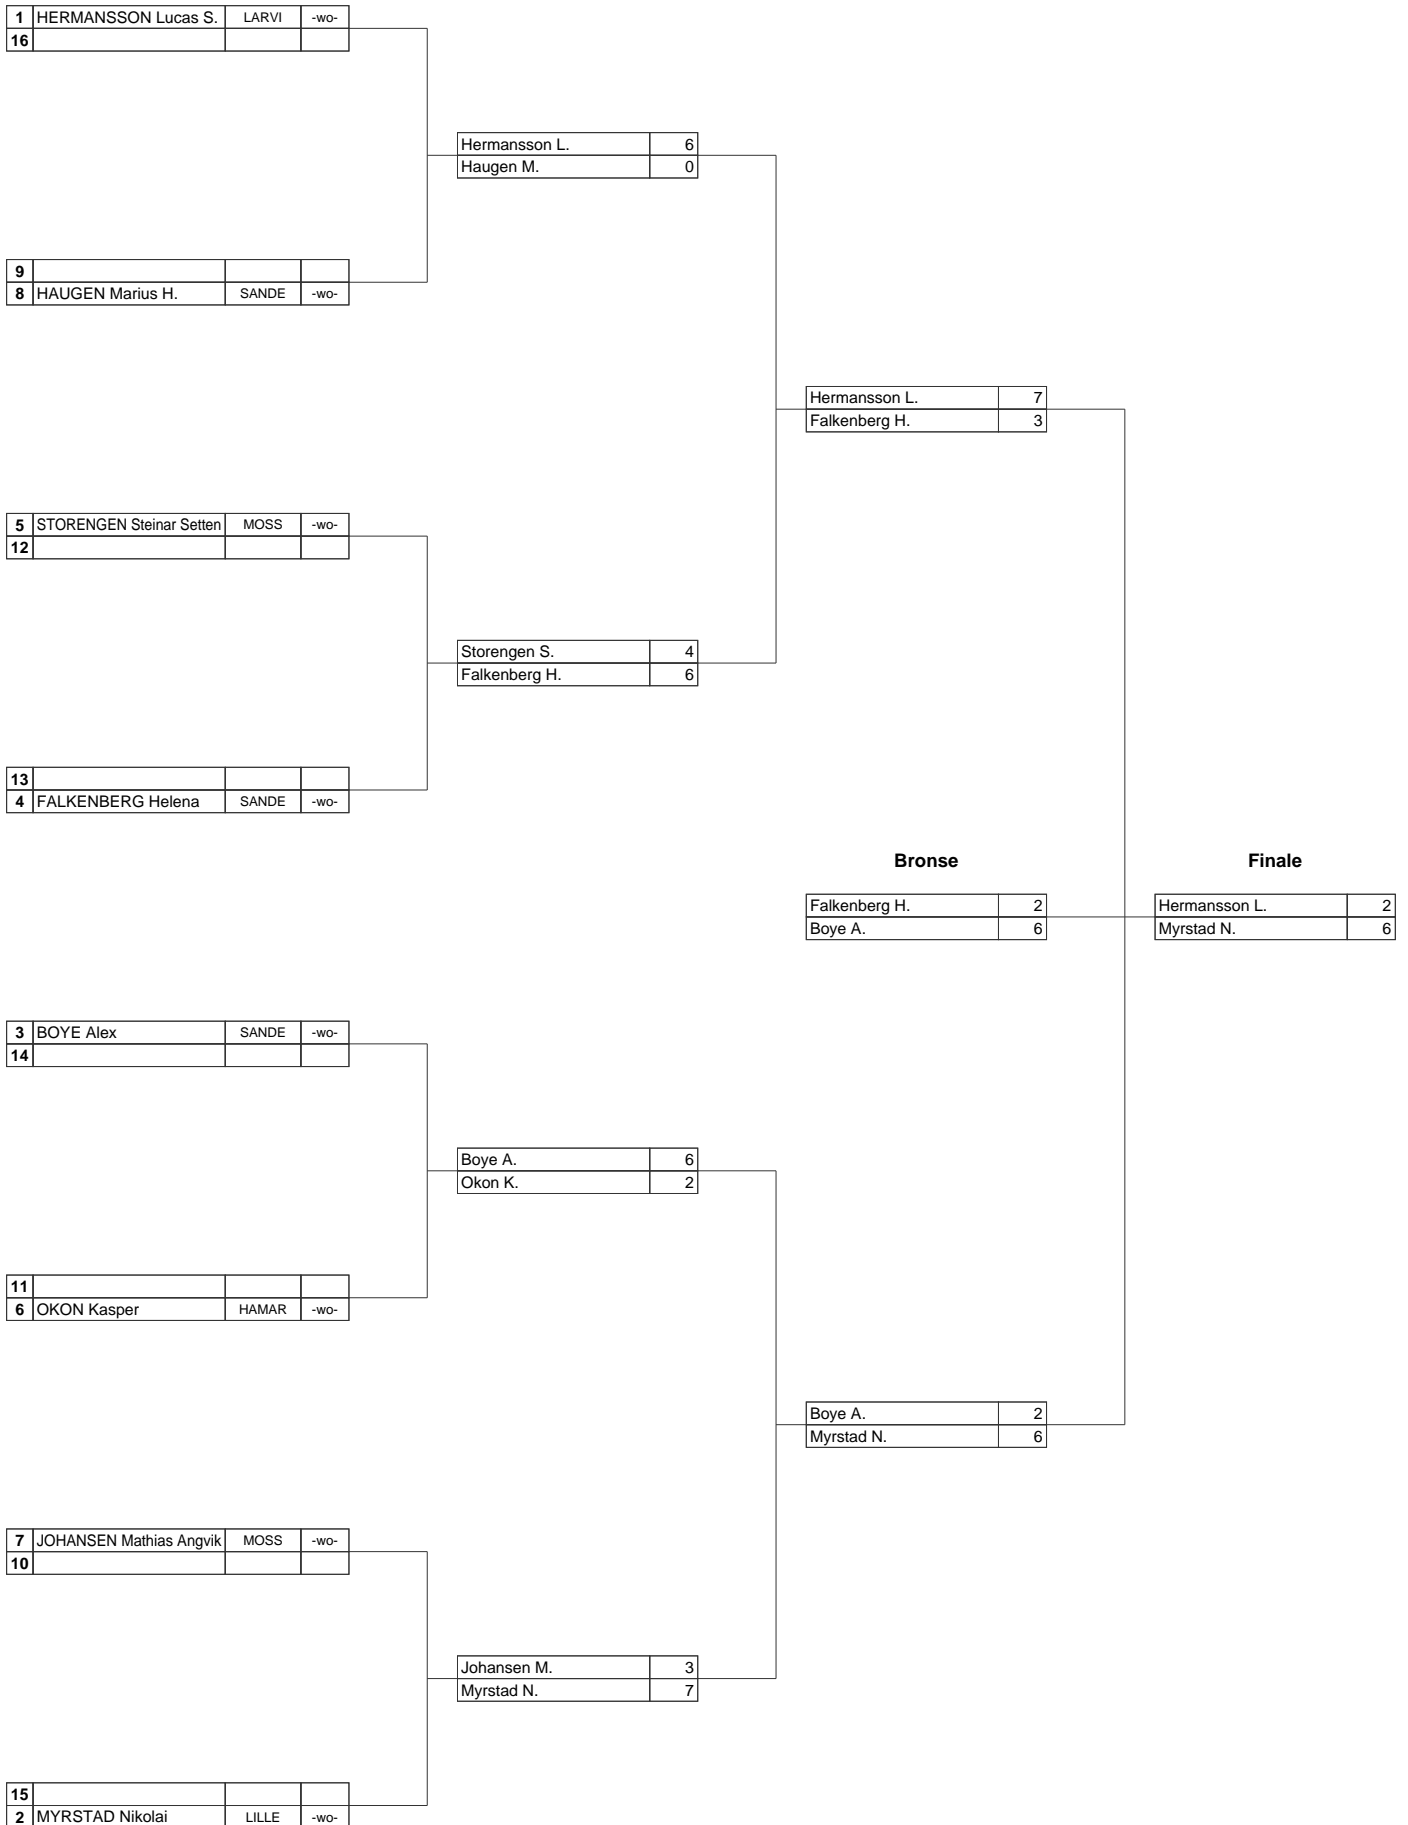 1 HERMANSSON Lucas S. LARVI -wo-
16
Hermansson L. 6
Haugen M. 0
9
8 HAUGEN Marius H. SANDE -wo-
Hermansson L. 7
Falkenberg H. 3
5 STORENGEN Steinar Setten MOSS -wo-
12
Storengen S. 4
Falkenberg H. 6
13
4 FALKENBERG Helena SANDE -wo-
Bronse Finale
Falkenberg H. 2 Hermansson L. 2
Boye A. 6 Myrstad N. 6
3 BOYE Alex SANDE -wo-
14
Boye A. 6
Okon K. 2
11
6 OKON Kasper HAMAR -wo-
Boye A. 2
Myrstad N. 6
7 JOHANSEN Mathias Angvik MOSS -wo-
10
Johansen M. 3
Myrstad N. 7
15
2 MYRSTAD Nikolai LILLE -wo-